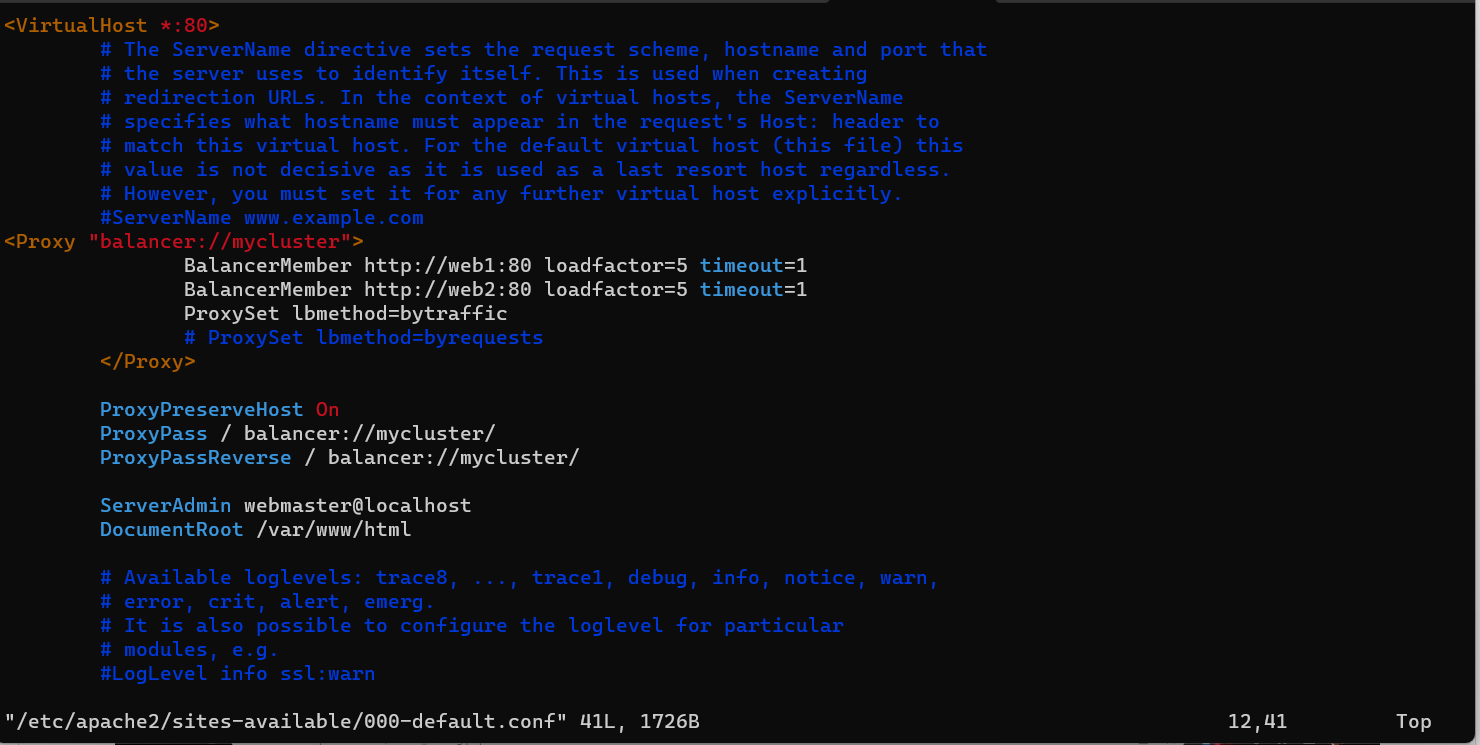 <VirtualHost *:80>
# The ServerName directive sets the request scheme, hostname and port that
# the server uses to identify itself. This is used when creating
# redirection URLs. In the context of virtual hosts, the ServerName
# specifies what hostname must appear in the request's Host: header to
# match this virtual host. For the default virtual host (this file) this
# value is not decisive as it is used as a last resort host regardless.
# However, you must set it for any further virtual host explicitly.
#ServerName www.example.com
<Proxy "balancer://mycluster">
BalancerMember http://web1:80 loadfactor=5 timeout=1
BalancerMember http://web2:80 loadfactor=5 timeout=1
ProxySet lbmethod=bytraffic
# ProxySet lbmethod=byrequests
</Proxy>
ProxyPreserveHost On
ProxyPass / balancer://mycluster/
ProxyPassReverse / balancer://mycluster/
ServerAdmin webmaster@localhost
DocumentRoot /var/www/html
# Available loglevels: trace8, ..., trace1, debug, info, notice, warn,
# error, crit, alert, emerg.
# It is also possible to configure the loglevel for particular
# modules, e.g.
#LogLevel info ssl:warn
"/etc/apache2/sites-available/000-default.conf" 41L, 1726B 12,41 Top